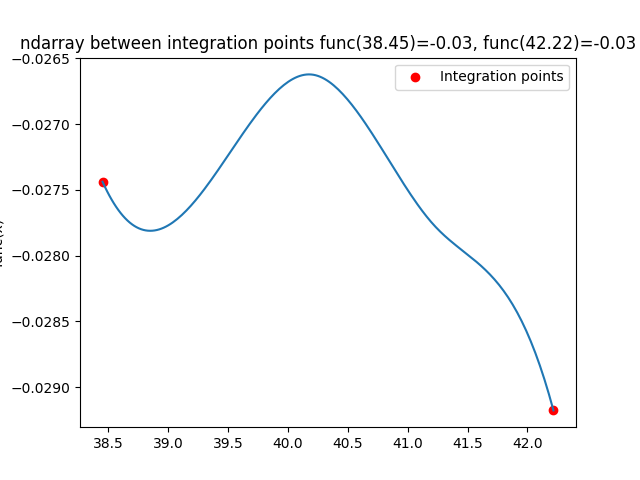 ndarray between integration points func(38.45)=-0.03, func(42.22)=-0.03
Integration points
−0.0265
−0.0270
−0.0275
−0.0280
−0.0285
−0.0290
38.5 39.0 39.5 40.0 40.5 41.0 41.5 42.0